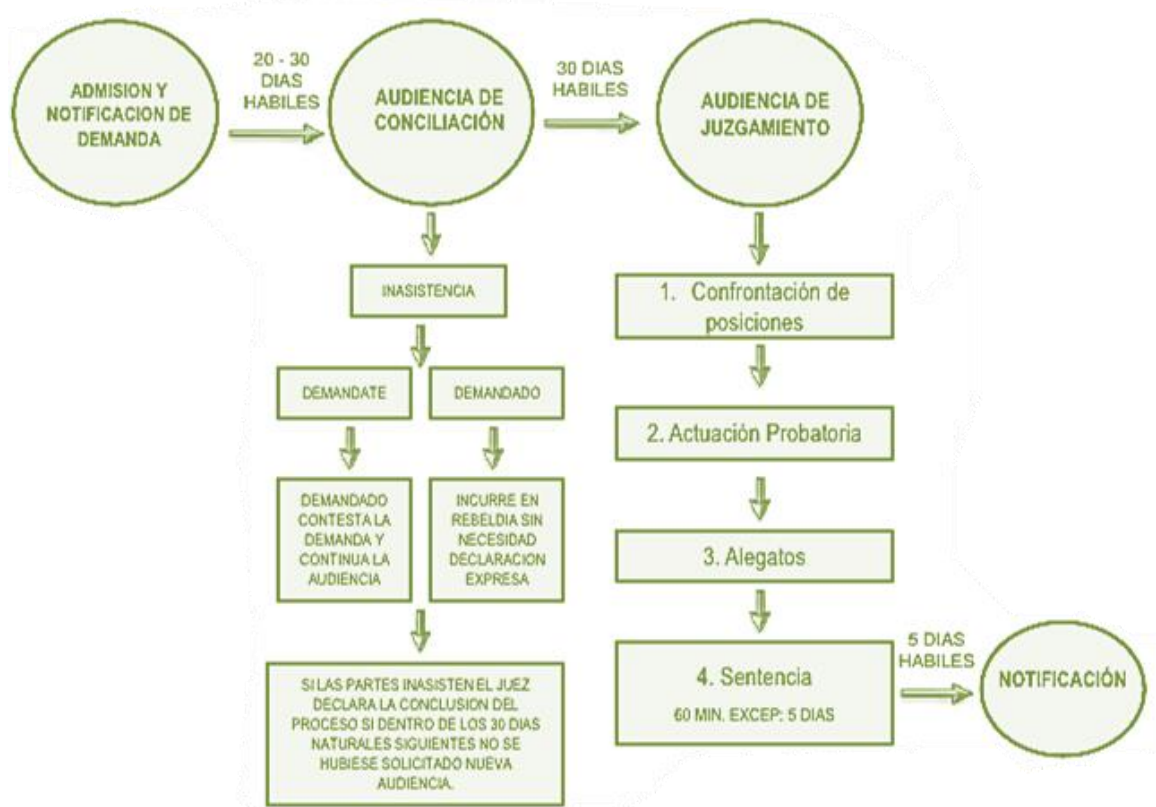 ADMISION Y
NOTIFICACION DE
DEMANDA
20 - 30
DIAS
HABILES
AUDIENCIA DE
CONCILIACIÓN
30 DIAS
HABILES
AUDIENCIA DE
JUZGAMIENTO
INASISTENCIA
DEMANDATE
DEMANDADO
DEMANDADO
CONTESTA LA
DEMANDA Y
CONTINUA LA
AUDIENCIA
INCURRE EN
REBELDIA SIN
NECESIDAD
DECLARACION
EXPRESA
SI LAS PARTES INASISTEN EL JUEZ
DECLARA LA CONCLUSION DEL
PROCESO SI DENTRO DE LOS 30 DIAS
NATURALES SIGUIENTES NO SE
HUBIESE SOLICITADO NUEVA
AUDIENCIA.
1. Confrontación de
posiciones
2. Actuación Probatoria
3. Alegatos
4. Sentencia
60 MIN. EXCEP: 5 DIAS
5 DIAS
HABILES
NOTIFICACIÓN